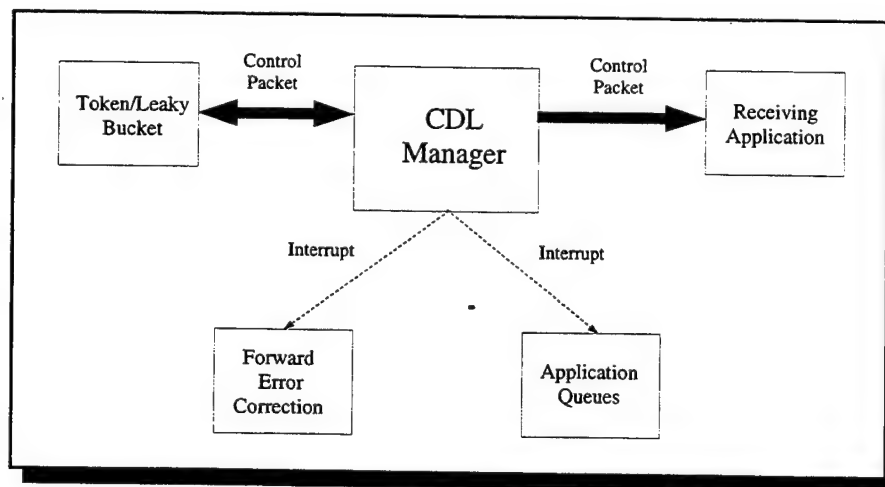 Control
Packet
Token/Leaky
Bucket
CDL
Manager
Control
Packet
Receiving
Application
Interrupt
Interrupt
Forward
Error
Correction
Application
Queues